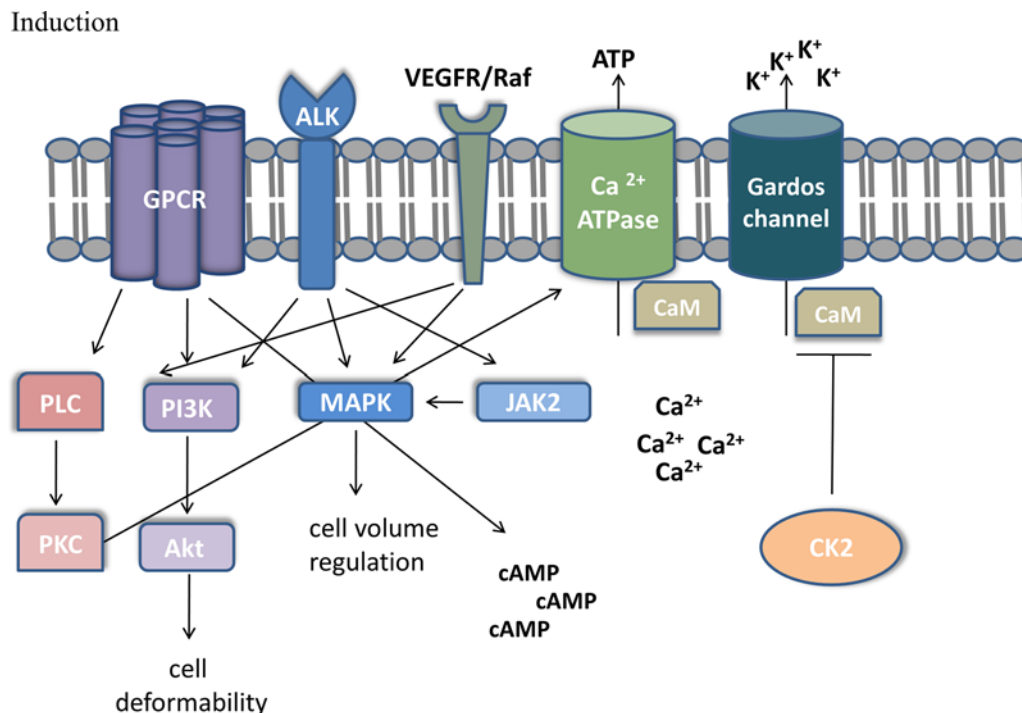 Induction
VEGFR/Raf
ATP
K+ K+ K+ K+
ALK
GPCR
Ca 2+
ATPase
Gardos
channel
CaM
CaM
PLC
PI3K
MAPK
JAK2
Ca2+
Ca2+ Ca2+
Ca2+
PKC
Akt
cell volume
regulation
CK2
cAMP
cAMP
cAMP
cell
deformability